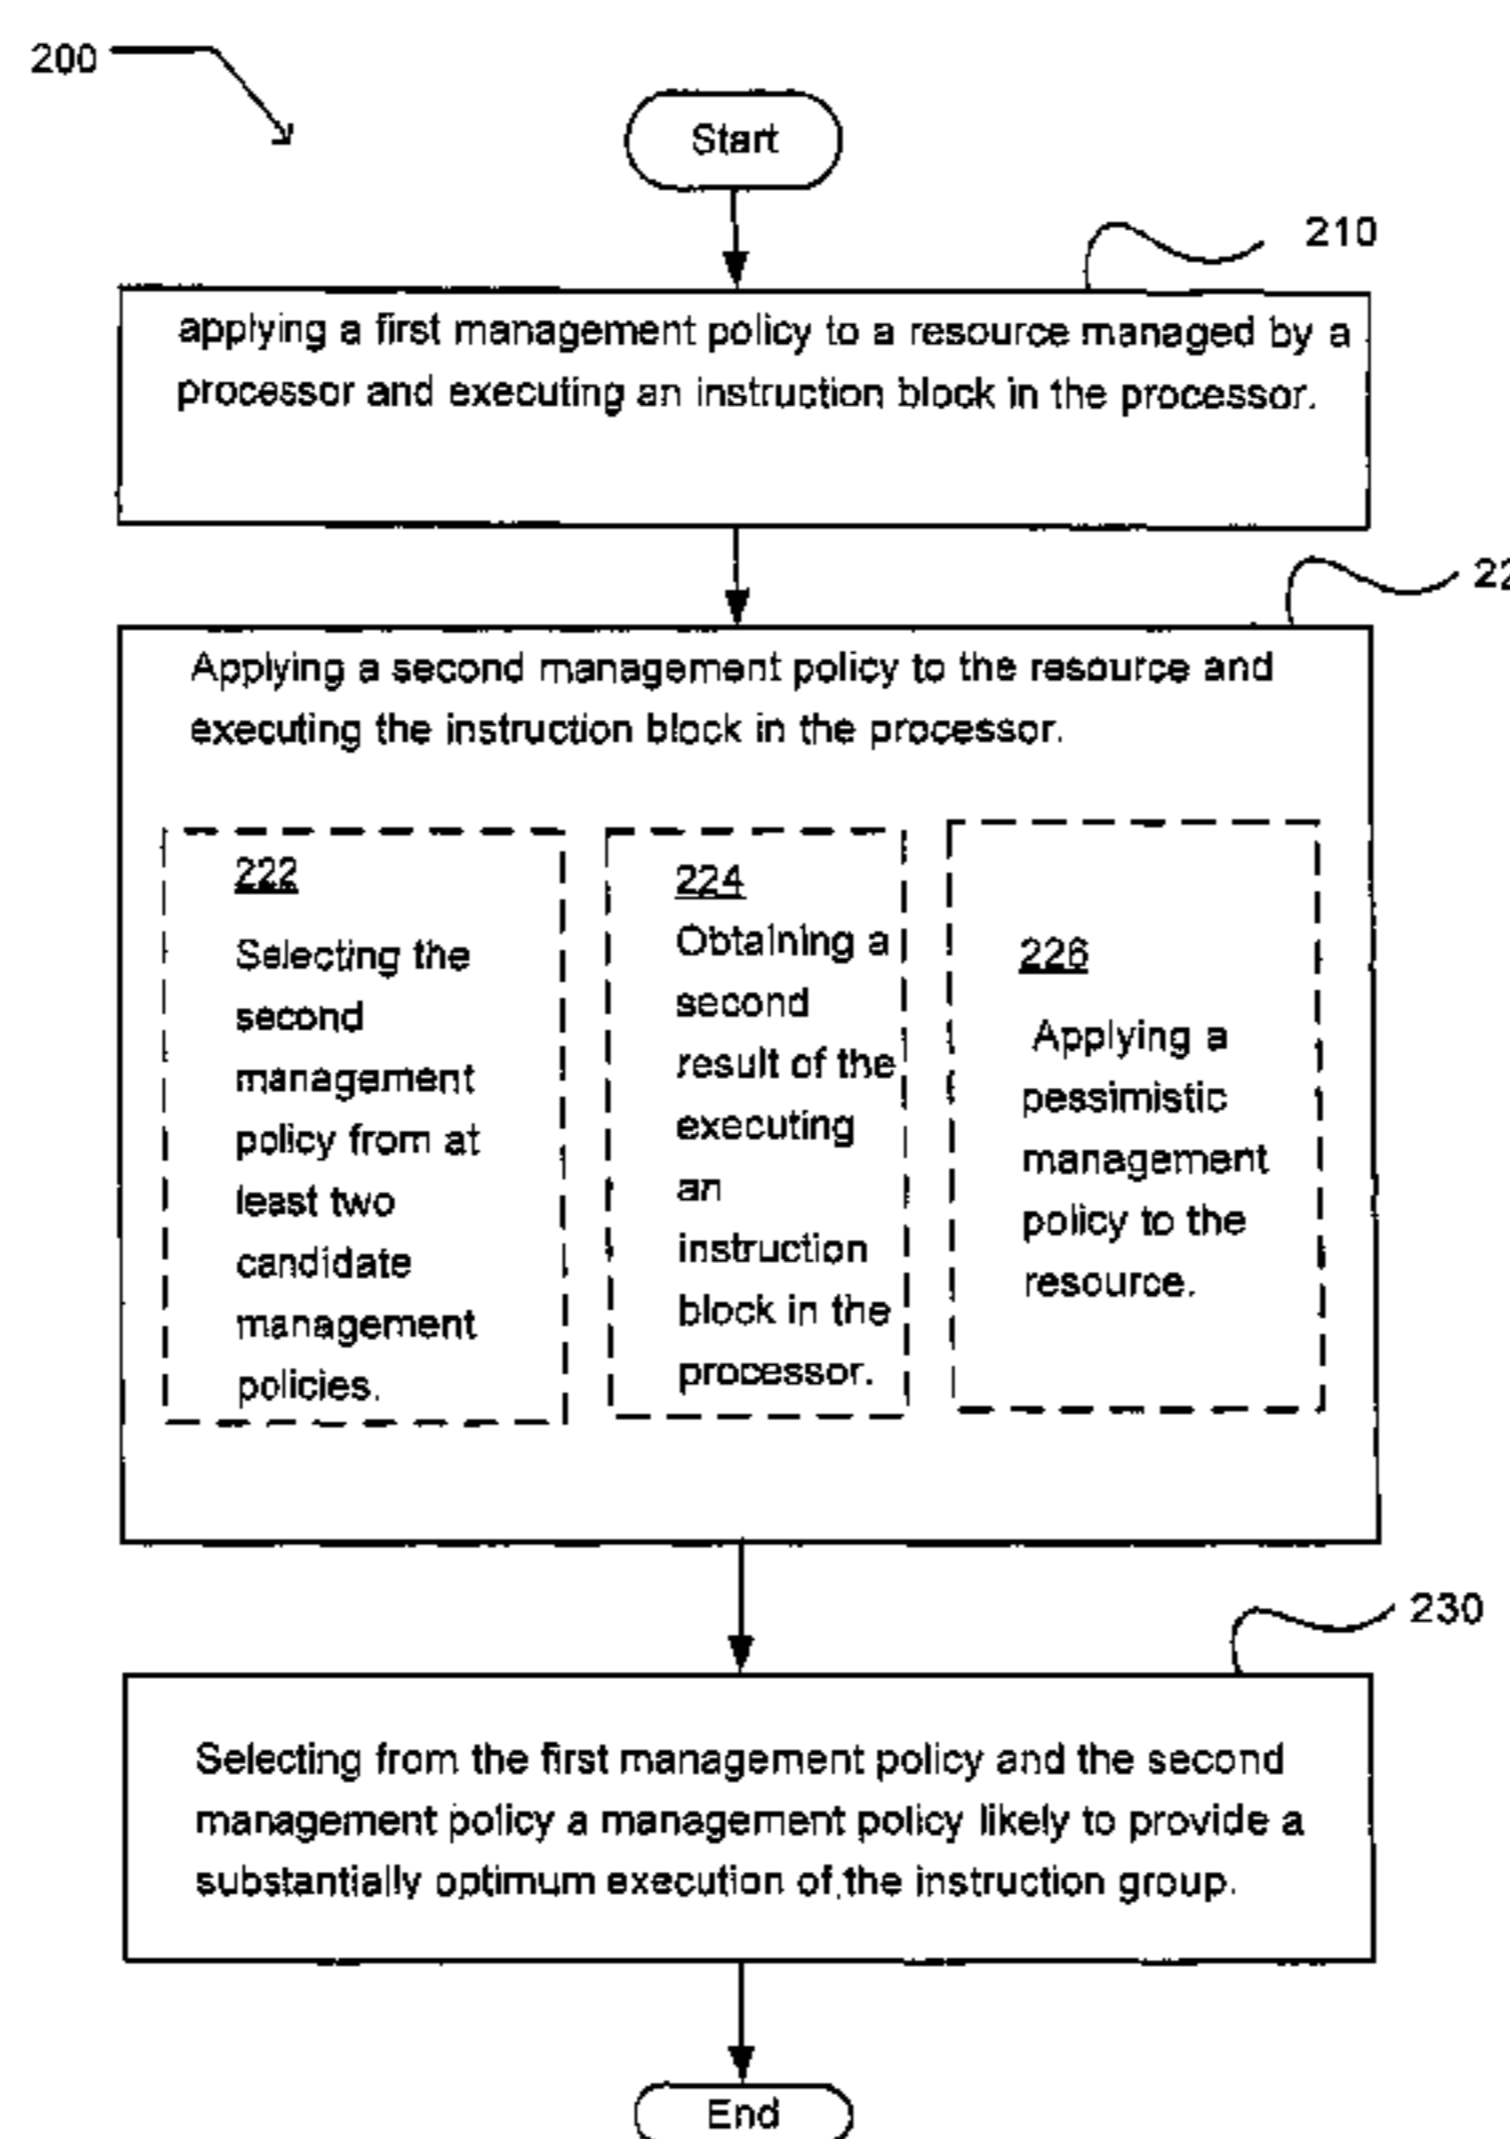 200
Start
210
applying a first management policy to a resource managed by a
processor and executing an instruction block in the processor.
Applying a second management policy to the resource and
executing the instruction block in the processor.
222
Selecting the
second
management
policy from at
least two
candidate
management
policies.
224
Obtaining a
second
result of the
executing
an
instruction
block in the
processor.
226
Applying a
pessimistic
management
policy to the
resource.
230
Selecting from the first management policy and the second
management policy a management policy likely to provide a
substantially optimum execution of the instruction group.
End